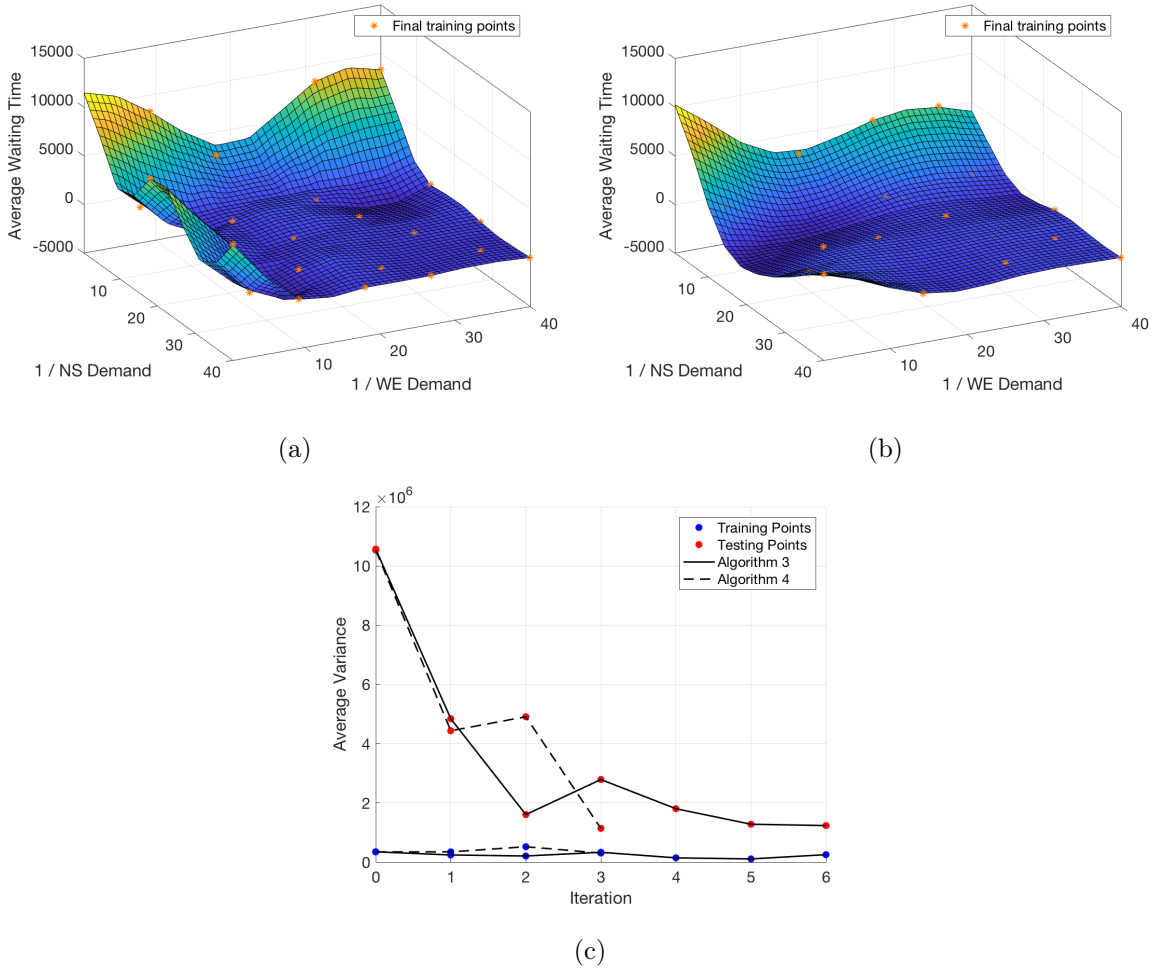 Final training points
15000
10000
5000
0
-5000
Average Waiting Time
10
20
30
40
1 / NS Demand
10
20
30
40
1 / WE Demand
(a)
Final training points
15000
10000
5000
0
-5000
Average Waiting Time
10
20
30
40
1 / NS Demand
10
20
30
40
1 / WE Demand
(b)
×10⁶
12
10
8
6
4
2
0
Average Variance
Training Points
Testing Points
Algorithm 3
Algorithm 4
0 1 2 3 4 5 6
Iteration
(c)